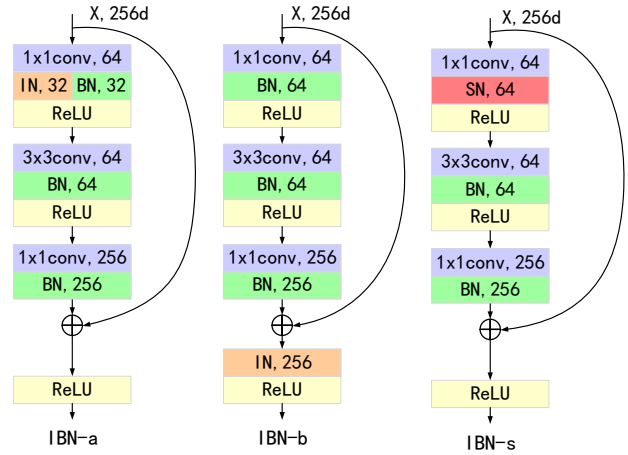 X, 256d
1x1conv, 64
IN, 32 BN, 32
ReLU
3x3conv, 64
BN, 64
ReLU
1x1conv, 256
BN, 256
ReLU
IBN-a
X, 256d
1x1conv, 64
BN, 64
ReLU
3x3conv, 64
BN, 64
ReLU
1x1conv, 256
BN, 256
IN, 256
ReLU
IBN-b
X, 256d
1x1conv, 64
SN, 64
ReLU
3x3conv, 64
BN, 64
ReLU
1x1conv, 256
BN, 256
ReLU
IBN-s